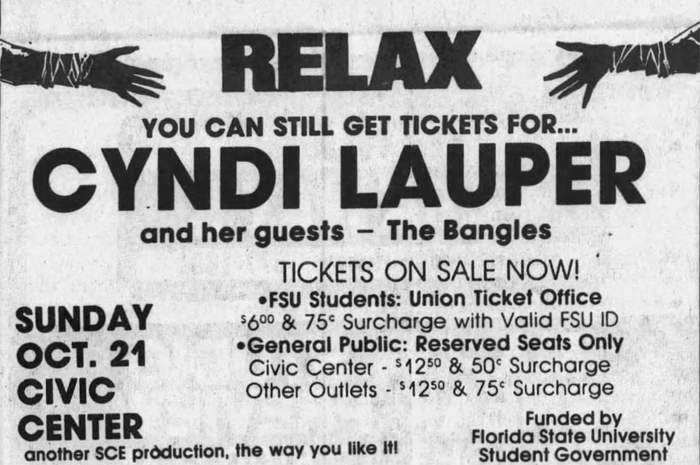 RELAX
YOU CAN STILL GET TICKETS FOR...
CYNDI LAUPER
and her guests – The Bangles
TICKETS ON SALE NOW!
•FSU Students: Union Ticket Office
$6⁰⁰ & 75ᶜ Surcharge with Valid FSU ID
•General Public: Reserved Seats Only
Civic Center - $12⁵⁰ & 50ᶜ Surcharge
Other Outlets - $12⁵⁰ & 75ᶜ Surcharge
SUNDAY
OCT. 21
CIVIC
CENTER
another SCE production, the way you like it!
Funded by
Florida State University
Student Government